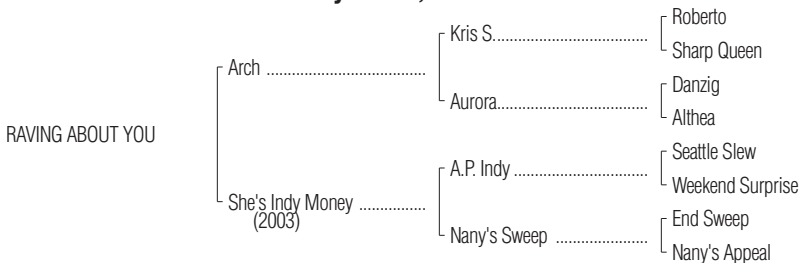 Roberto
Kris S.
Sharp Queen
Arch
Danzig
Aurora
Althea
RAVING ABOUT YOU
Seattle Slew
A.P. Indy
Weekend Surprise
She's Indy Money
(2003)
End Sweep
Nany's Sweep
Nany's Appeal